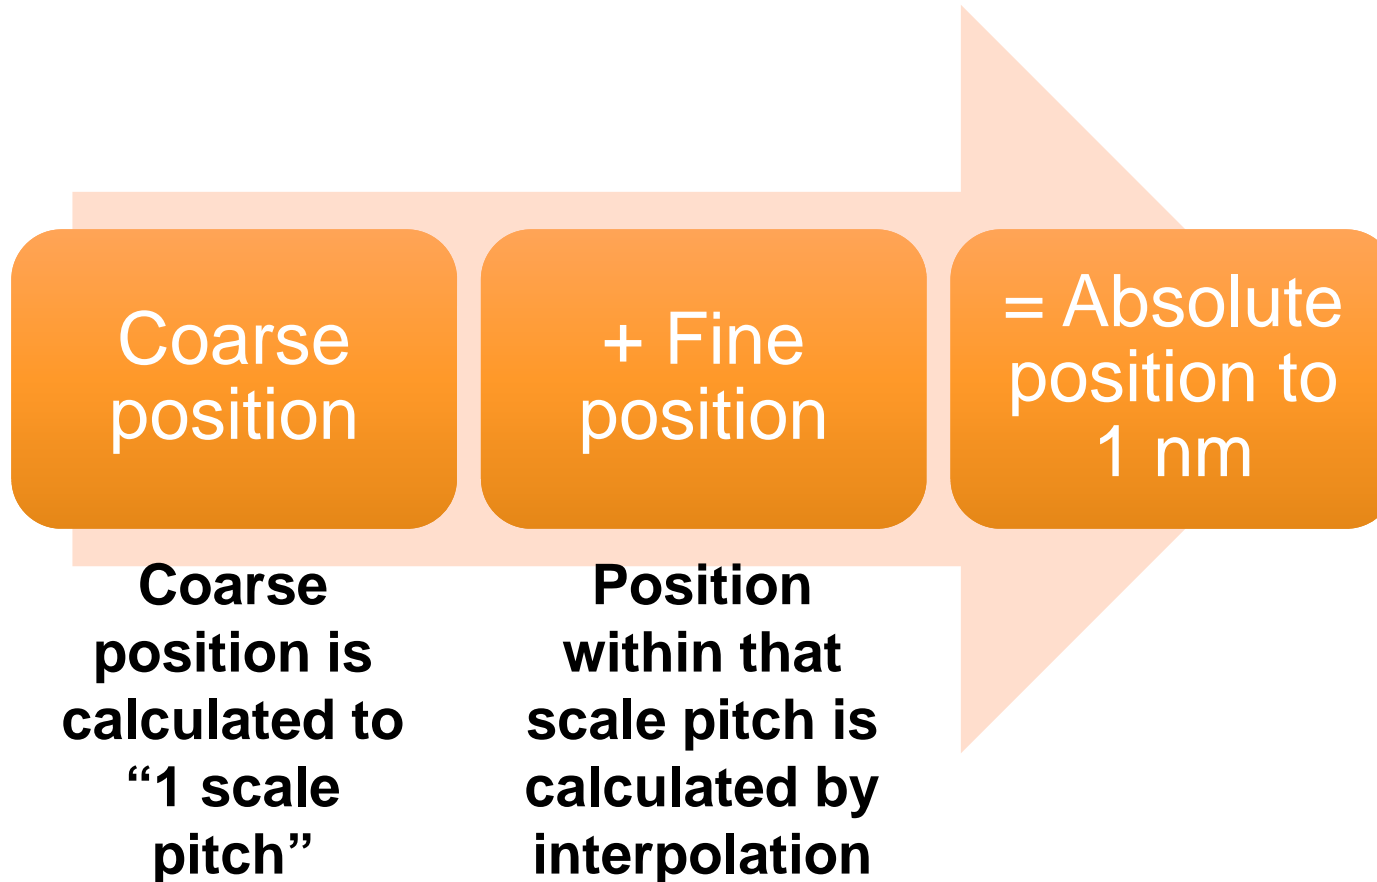 Coarse
position
+ Fine
position
= Absolute
position to
1 nm
Coarse
position is
calculated to
“1 scale
pitch”
Position
within that
scale pitch is
calculated by
interpolation